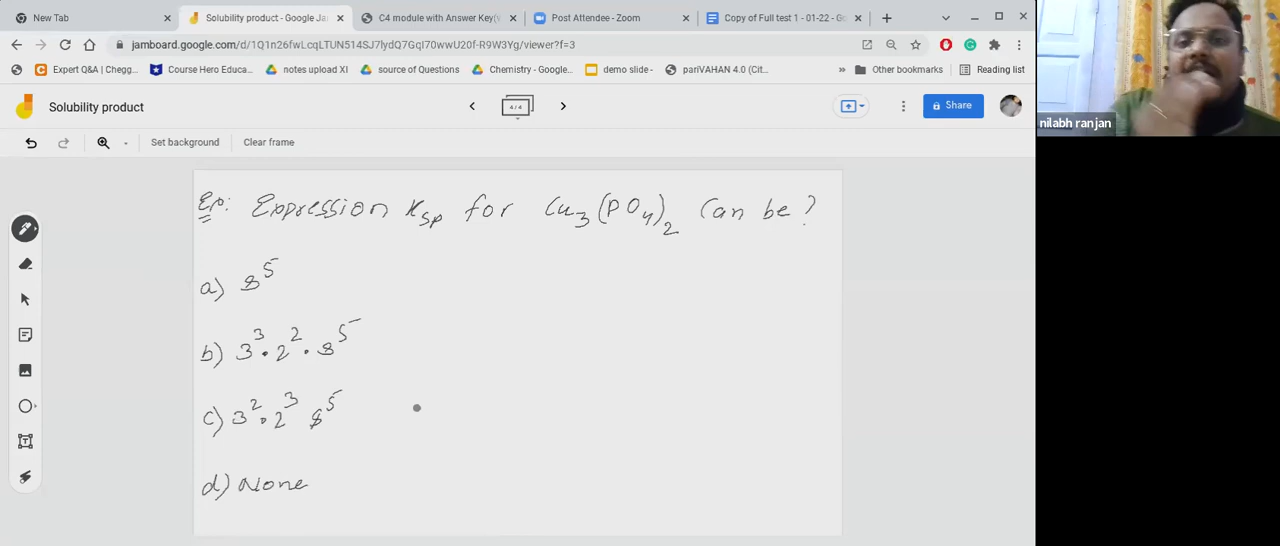 New Tab
Solubility product - Google Ja
C4 module with Answer Key(
Post Attendee - Zoom
Copy of Full test 1 - 01-22 - Go
jamboard.google.com/d/1Q1n26fwLcqLTUN514SJ7lydQ7GqI70wwU20f-R9W3Yg/viewer?f=3
Expert Q&A | Chegg...
Course Hero Educa...
notes upload XI
source of Questions
Chemistry - Google...
demo slide -
pariVAHAN 4.0 (Cit...
» Other bookmarks
Reading list
Solubility product
4/4
Share
Set background
Clear frame
nilabh ranjan
Ex: Expression Ksp for Cu₃(PO₄)₂ can be?
a) s⁵
b) 3³·2²·s⁵
c) 3²·2³ s⁵
d) None